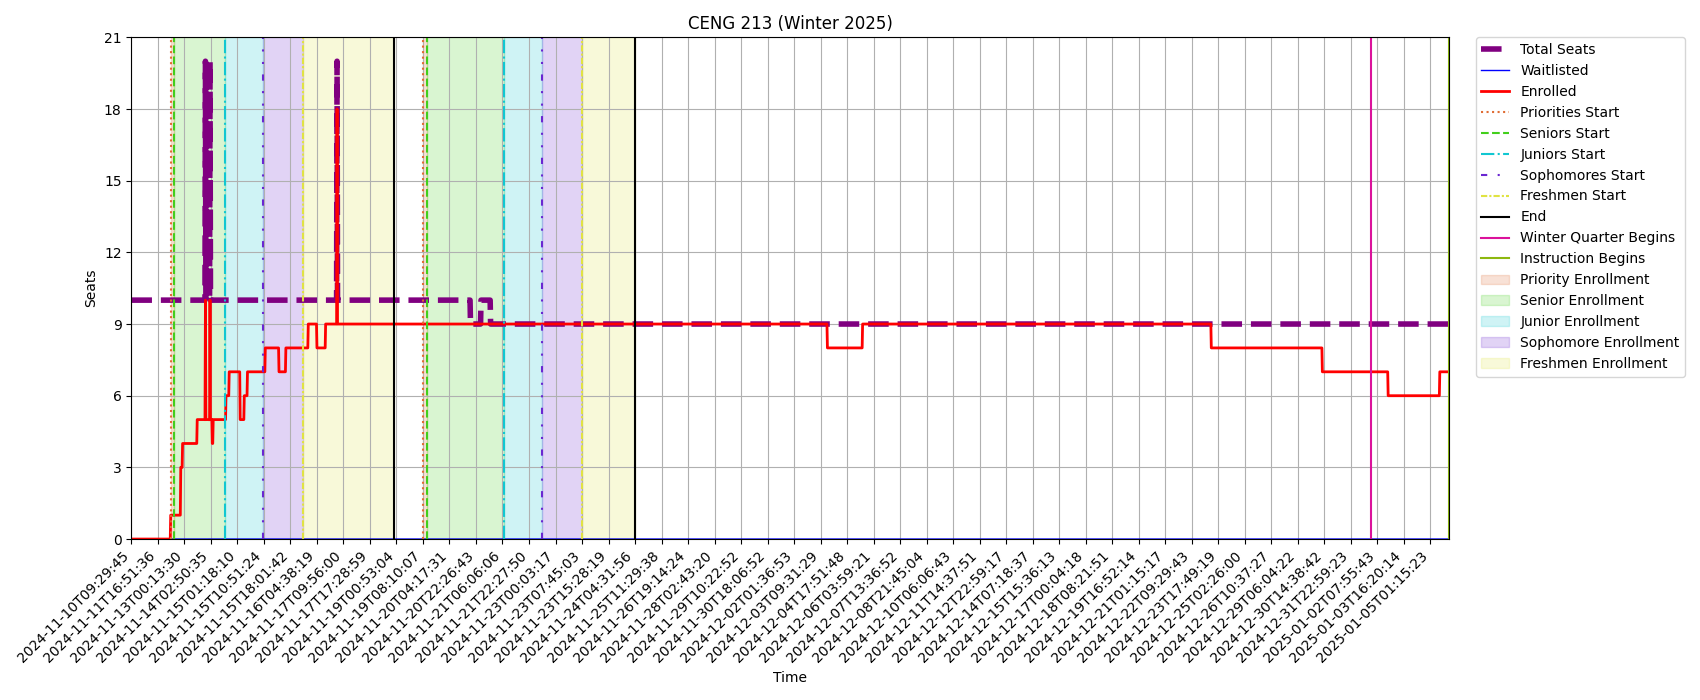 CENG 213 (Winter 2025)
Seats
21
18
15
12
9
6
3
0
2024-11-10T09:29:45
2024-11-11T16:51:36
2024-11-13T00:13:30
2024-11-14T02:50:35
2024-11-15T01:18:10
2024-11-15T10:51:24
2024-11-15T18:01:42
2024-11-16T04:38:19
2024-11-17T09:56:00
2024-11-17T17:28:59
2024-11-19T00:53:04
2024-11-19T08:10:07
2024-11-20T04:17:31
2024-11-20T22:26:43
2024-11-21T06:06:06
2024-11-21T22:27:50
2024-11-23T00:03:17
2024-11-23T07:45:03
2024-11-23T15:28:19
2024-11-24T04:31:56
2024-11-25T11:29:38
2024-11-26T19:14:24
2024-11-28T02:43:20
2024-11-29T10:22:52
2024-11-30T18:06:52
2024-12-02T01:36:53
2024-12-03T09:31:29
2024-12-04T17:51:48
2024-12-06T03:59:21
2024-12-07T13:36:52
2024-12-08T21:45:04
2024-12-10T06:06:43
2024-12-11T14:37:51
2024-12-12T22:59:17
2024-12-14T07:18:37
2024-12-15T15:36:13
2024-12-17T00:04:18
2024-12-18T08:21:51
2024-12-19T16:52:14
2024-12-21T01:15:17
2024-12-22T09:29:43
2024-12-23T17:49:19
2024-12-25T02:26:00
2024-12-26T10:37:27
2024-12-29T06:04:22
2024-12-30T14:38:42
2024-12-31T22:59:23
2025-01-02T07:55:43
2025-01-03T16:20:14
2025-01-05T01:15:23
Time
Total Seats
Waitlisted
Enrolled
Priorities Start
Seniors Start
Juniors Start
Sophomores Start
Freshmen Start
End
Winter Quarter Begins
Instruction Begins
Priority Enrollment
Senior Enrollment
Junior Enrollment
Sophomore Enrollment
Freshmen Enrollment